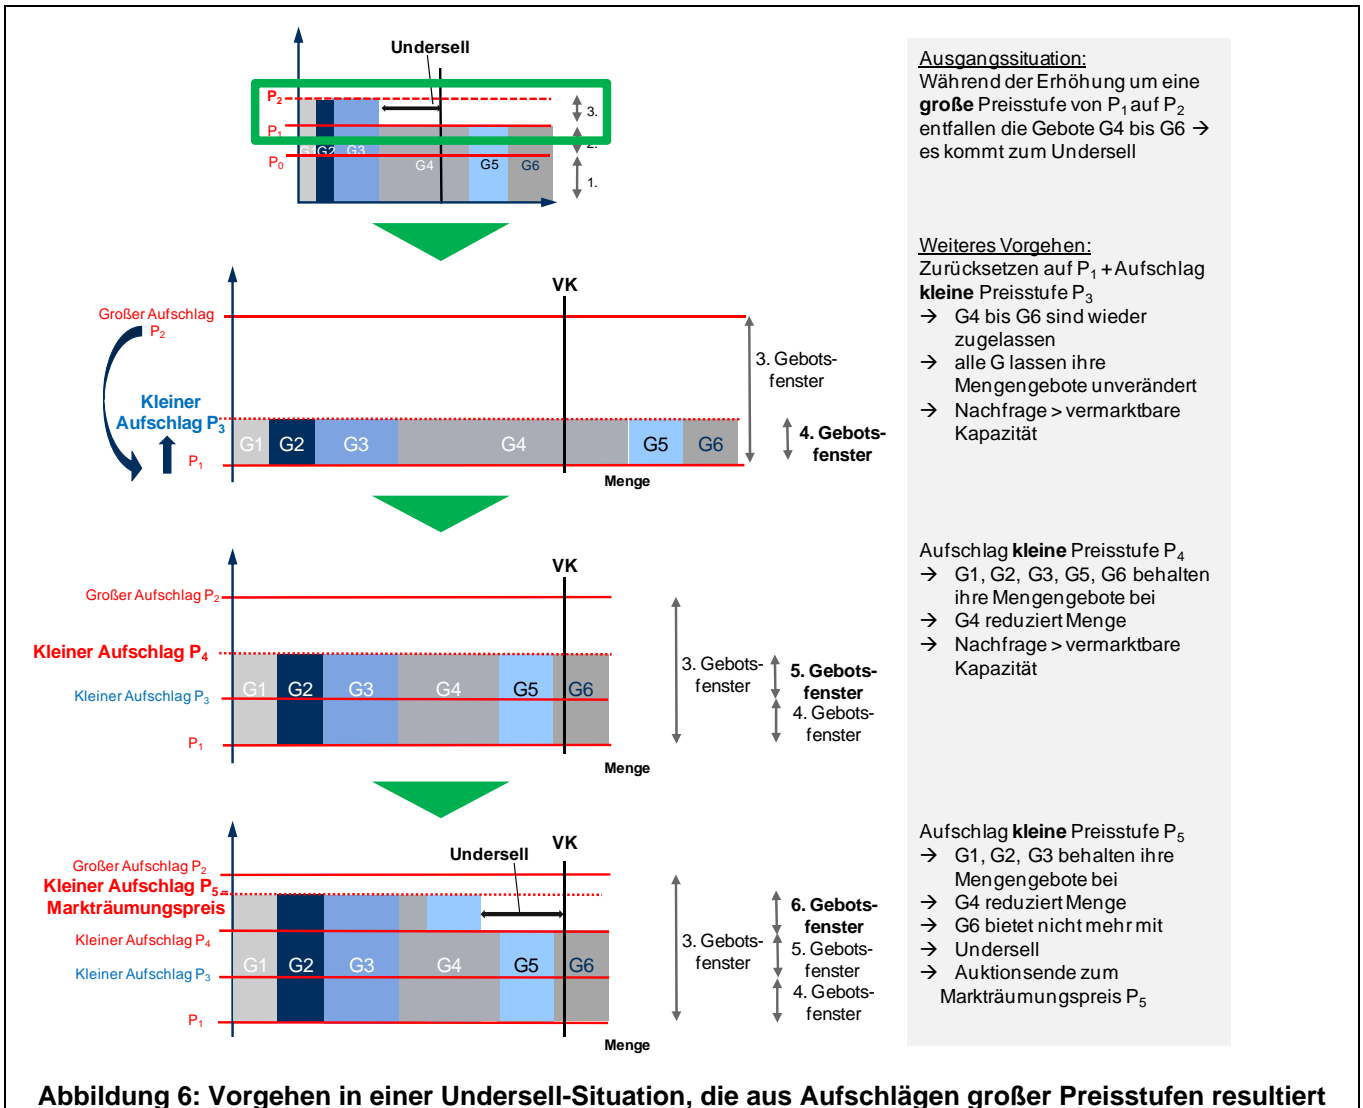 Undersell
P2
P1
P0
G1
G2
G3
G4
G5
G6
3.
2.
1.
Ausgangssituation:
Während der Erhöhung um eine
große Preisstufe von P1 auf P2
entfallen die Gebote G4 bis G6 →
es kommt zum Undersell
VK
Großer Aufschlag
P2
Kleiner
Aufschlag P3
P1
G1
G2
G3
G4
G5
G6
Menge
3. Gebots-
fenster
4. Gebots-
fenster
Weiteres Vorgehen:
Zurücksetzen auf P1 + Aufschlag
kleine Preisstufe P3
→ G4 bis G6 sind wieder
zugelassen
→ alle G lassen ihre
Mengengebote unverändert
→ Nachfrage > vermarktbare
Kapazität
VK
Großer Aufschlag P2
Kleiner Aufschlag P4
Kleiner Aufschlag P3
P1
G1
G2
G3
G4
G5
G6
Menge
3. Gebots-
fenster
5. Gebots-
fenster
4. Gebots-
fenster
Aufschlag kleine Preisstufe P4
→ G1, G2, G3, G5, G6 behalten
ihre Mengengebote bei
→ G4 reduziert Menge
→ Nachfrage > vermarktbare
Kapazität
VK
Undersell
Großer Aufschlag P2
Kleiner Aufschlag P5 =
Markträumungspreis
Kleiner Aufschlag P4
Kleiner Aufschlag P3
P1
G1
G2
G3
G4
G5
G6
Menge
3. Gebots-
fenster
6. Gebots-
fenster
5. Gebots-
fenster
4. Gebots-
fenster
Aufschlag kleine Preisstufe P5
→ G1, G2, G3 behalten ihre
Mengengebote bei
→ G4 reduziert Menge
→ G6 bietet nicht mehr mit
→ Undersell
→ Auktionsende zum
Markträumungspreis P5
Abbildung 6: Vorgehen in einer Undersell-Situation, die aus Aufschlägen großer Preisstufen resultiert